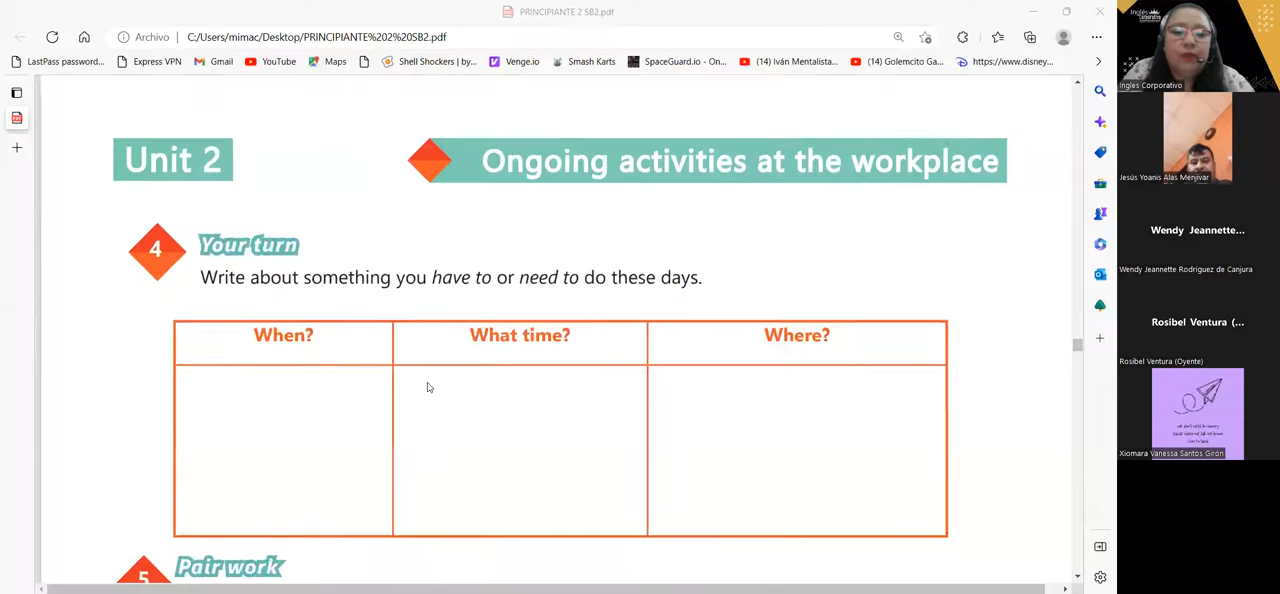 PRINCIPIANTE 2 SB2.pdf
Archivo | C:/Users/mimac/Desktop/PRINCIPIANTE%202%20SB2.pdf
LastPass password... Express VPN Gmail YouTube Maps Shell Shockers | by... Venge.io Smash Karts SpaceGuard.io - On... (14) Iván Mentalista... (14) Golemcito Ga... https://www.disney...
Unit 2
Ongoing activities at the workplace
4
Your turn
Write about something you have to or need to do these days.
When? What time? Where?
5
Pair work
Inglés
Corporativo
Ingles Corporativo
Jesús Yoanis Alas Menjivar
Wendy Jeannette...
Wendy Jeannette Rodriguez de Canjura
Rosibel Ventura (...
Rosibel Ventura (Oyente)
Xiomara Vanessa Santos Girón